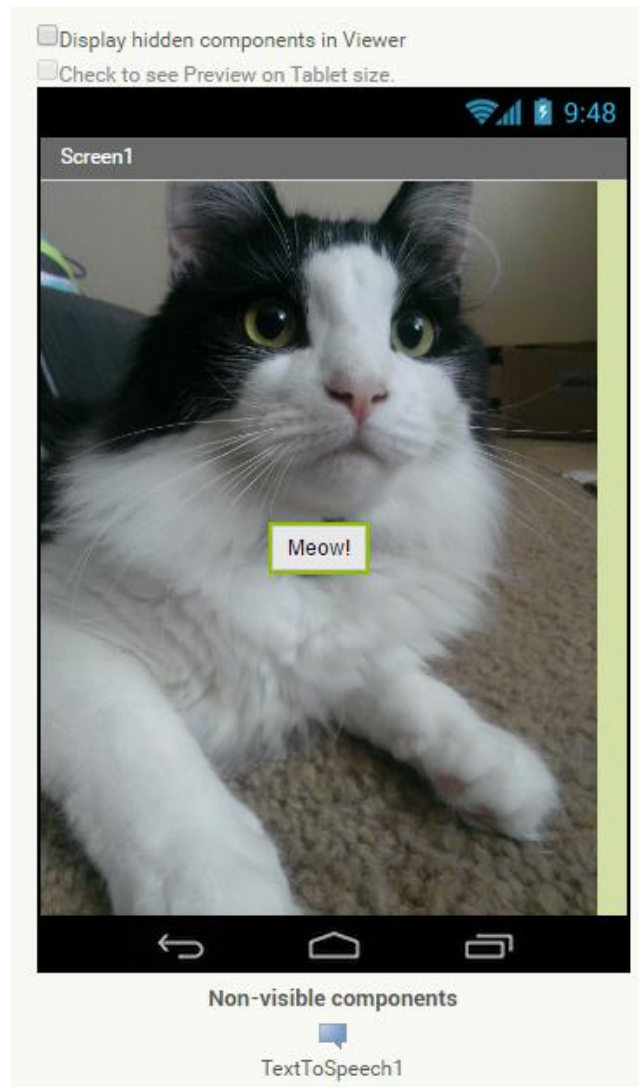 Display hidden components in Viewer
Check to see Preview on Tablet size.
9:48
Screen1
Meow!
Non-visible components
TextToSpeech1